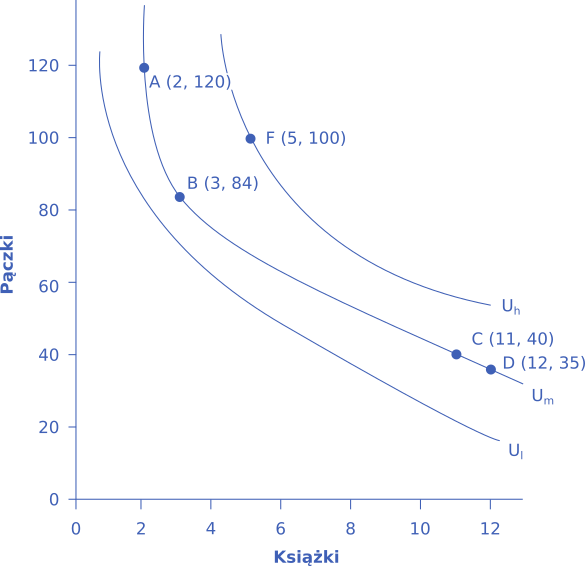 120
A (2, 120)
100
F (5, 100)
B (3, 84)
80
Pączki
60
Uh
C (11, 40)
40
D (12, 35)
Um
20
Ul
0
0 2 4 6 8 10 12
Książki